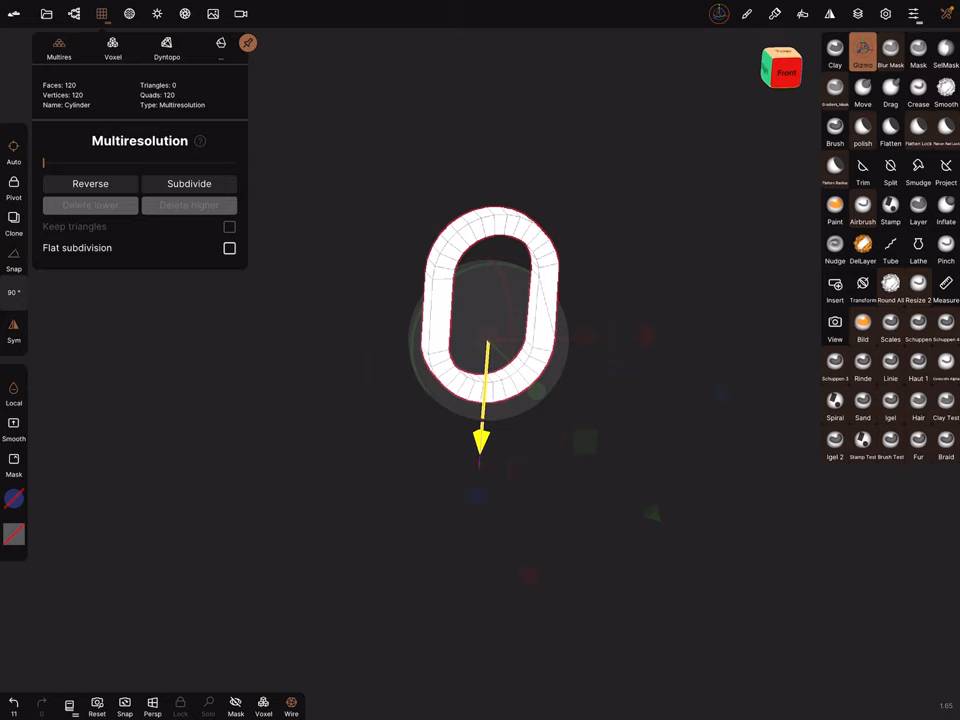 Multires Voxel Dyntopo ...
Faces: 120 Triangles: 0
Vertices: 120 Quads: 120
Name: Cylinder Type: Multiresolution
Multiresolution ?
Reverse Subdivide
Delete lower Delete higher
Keep triangles
Flat subdivision
Auto
Pivot
Clone
Snap
90 °
Sym
Local
Smooth
Mask
Front
Clay Gizmo Blur Mask Mask SelMask
Move Drag Crease Smooth
Brush polish Flatten
Trim Split Smudge Project
Paint Airbrush Stamp Layer Inflate
Nudge DelLayer Tube Lathe Pinch
Insert Transform Round All Resize 2 Measure
View Bild Scales Schuppen Schuppen 4
Schuppen 3 Rinde Linie Haut 1
Spiral Sand Igel Hair Clay Test
Igel 2 Stamp Test Brush Test Fur Braid
11 0 Reset Snap Persp Lock Solo Mask Voxel Wire
1.65